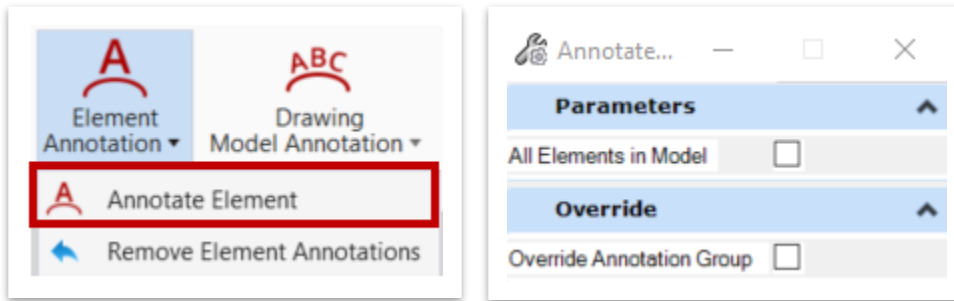 A
ABC
Element
Annotation
Drawing
Model Annotation
A Annotate Element
Remove Element Annotations
Annotate...
Parameters
All Elements in Model
Override
Override Annotation Group